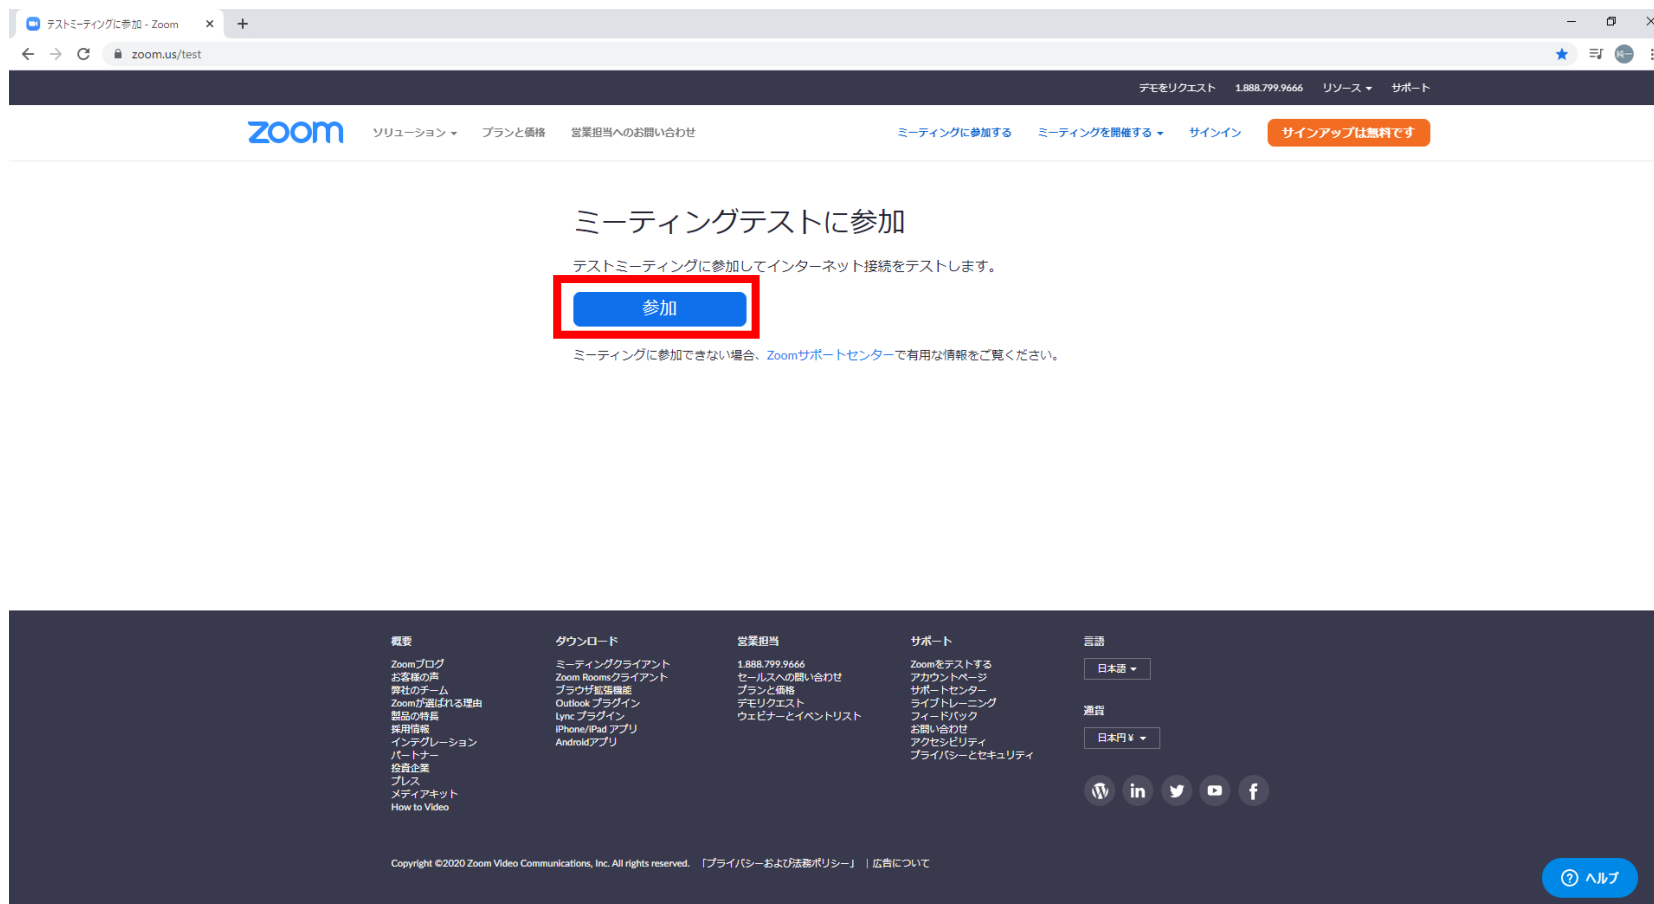 テストミーティングに参加 - Zoom
zoom.us/test
純一
デモをリクエスト 1.888.799.9666 リソース サポート
zoom ソリューション プランと価格 営業担当へのお問い合わせ ミーティングに参加する ミーティングを開催する サインイン サインアップは無料です
ミーティングテストに参加
テストミーティングに参加してインターネット接続をテストします。
参加
ミーティングに参加できない場合、Zoomサポートセンターで有用な情報をご覧ください。
概要
Zoomブログ
お客様の声
弊社のチーム
Zoomが選ばれる理由
製品の特長
採用情報
インテグレーション
パートナー
投資企業
プレス
メディアキット
How to Video
ダウンロード
ミーティングクライアント
Zoom Roomsクライアント
ブラウザ拡張機能
Outlook プラグイン
Lync プラグイン
iPhone/iPad アプリ
Androidアプリ
営業担当
1.888.799.9666
セールスへの問い合わせ
プランと価格
デモリクエスト
ウェビナーとイベントリスト
サポート
Zoomをテストする
アカウントページ
サポートセンター
ライブトレーニング
フィードバック
お問い合わせ
アクセシビリティ
プライバシーとセキュリティ
言語
日本語
通貨
日本円 ¥
Copyright ©2020 Zoom Video Communications, Inc. All rights reserved. 「プライバシーおよび法務ポリシー」 | 広告について
ヘルプ